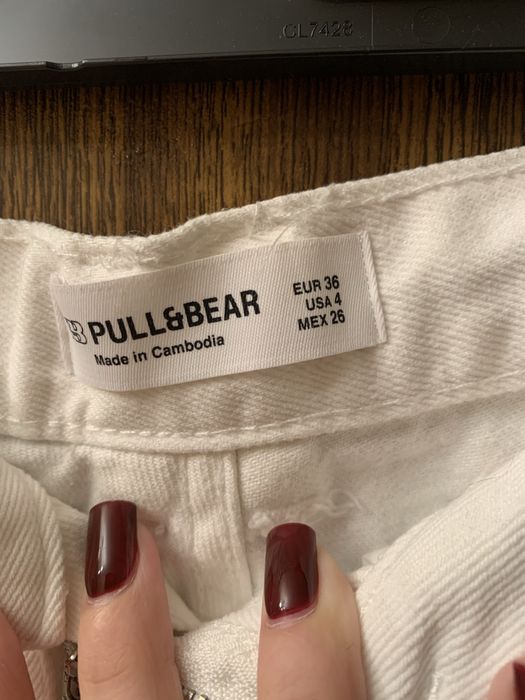 CL7428
PULL&BEAR
Made in Cambodia
EUR 36
USA 4
MEX 26